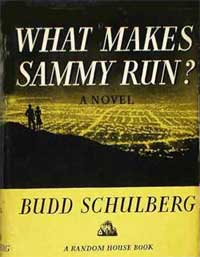 WHAT MAKES
SAMMY RUN?
A NOVEL
BUDD SCHULBERG
A RANDOM HOUSE BOOK